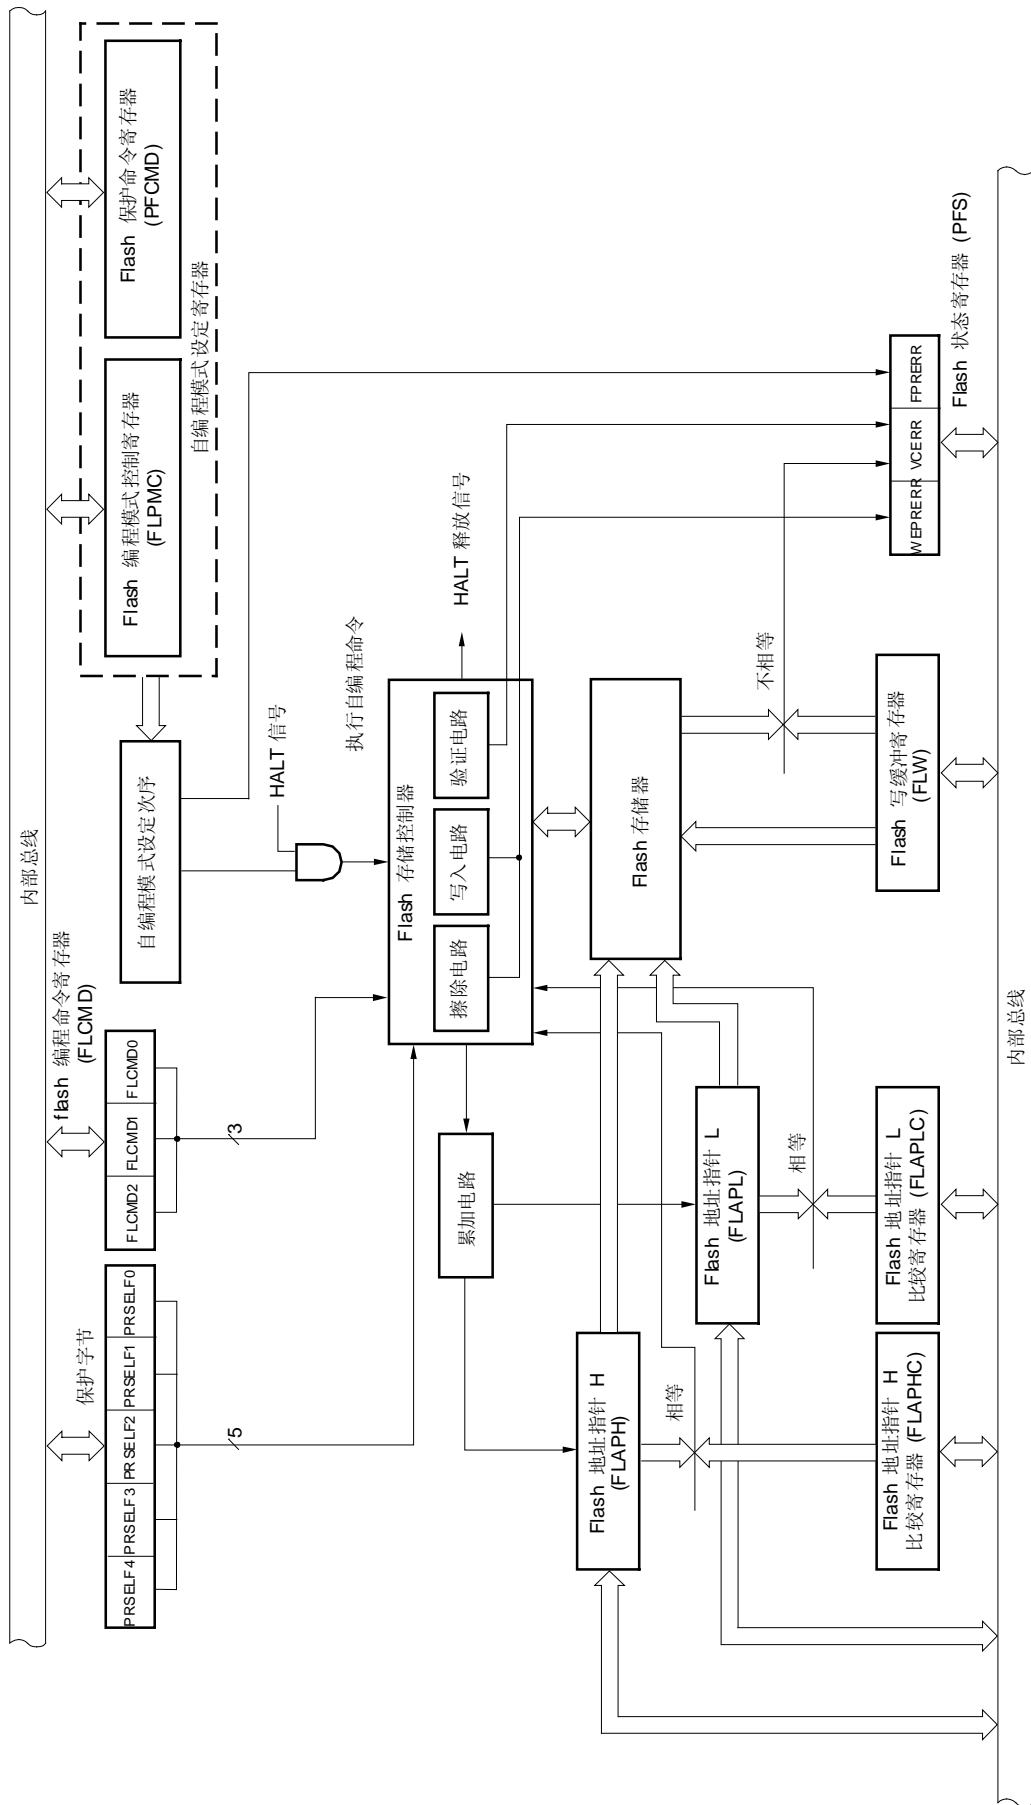 内部总线
保护字节
PRSELF4
PRSELF3
PRSELF2
PRSELF1
PRSELF0
5
flash 编程命令寄存器
(FLCMD)
FLCMD2
FLCMD1
FLCMD0
3
自编程模式设定次序
Flash 编程模式控制寄存器
(FLPMC)
Flash 保护命令寄存器
(PFCMD)
自编程模式设定寄存器
HALT 信号
执行自编程命令
Flash 存储控制器
擦除电路
写入电路
验证电路
HALT 释放信号
累加电路
Flash 地址指针 H
(FLAPH)
Flash 地址指针 L
(FLAPL)
Flash 存储器
相等
相等
不相等
Flash 地址指针 H
比较寄存器 (FLAPHC)
Flash 地址指针 L
比较寄存器 (FLAPLC)
Flash
写缓冲寄存器
(FLW)
WEPRERR
VCERR
FPRERR
Flash 状态寄存器 (PFS)
内部总线